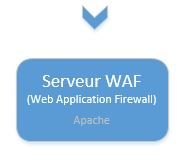 Serveur WAF
(Web Application Firewall)
Apache